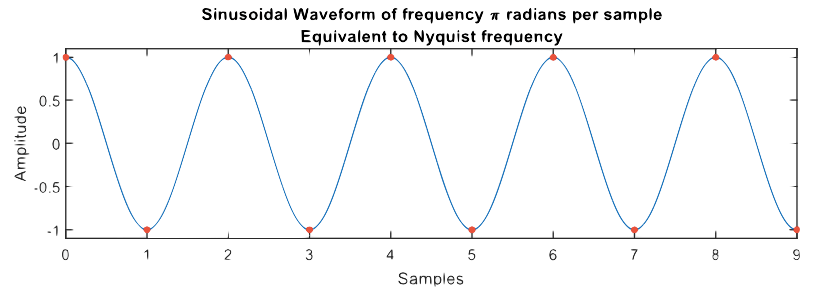 Sinusoidal Waveform of frequency π radians per sample
Equivalent to Nyquist frequency
Amplitude
1
0.5
0
-0.5
-1
0 1 2 3 4 5 6 7 8 9
Samples